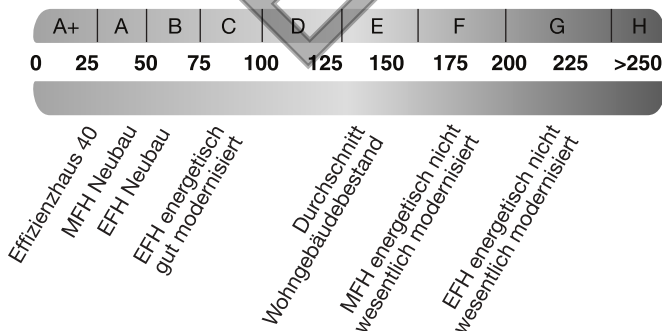 A+ A B C D E F G H
0 25 50 75 100 125 150 175 200 225 >250
Effizienzhaus 40
MFH Neubau
EFH Neubau
EFH energetisch
gut modernisiert
Durchschnitt
Wohngebäudebestand
MFH energetisch nicht
wesentlich modernisiert
EFH energetisch nicht
wesentlich modernisiert